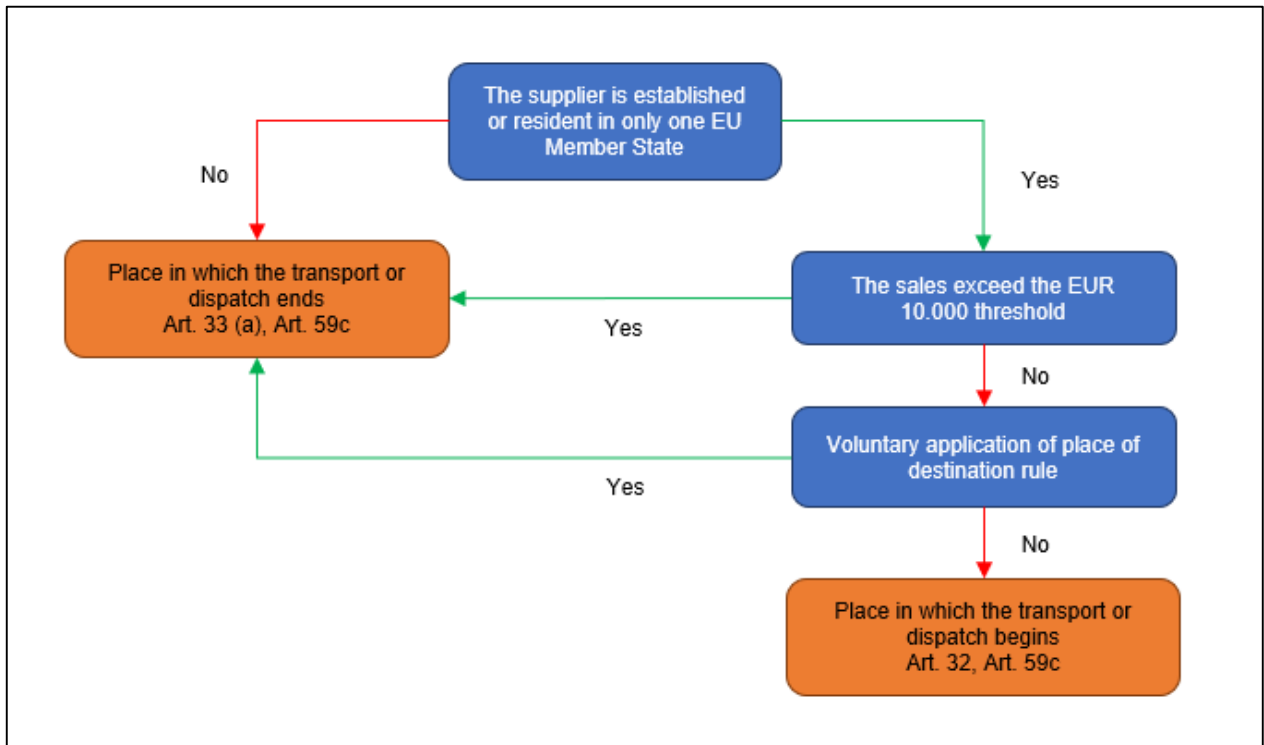 The supplier is established
or resident in only one EU
Member State
No
Yes
Place in which the transport or
dispatch ends
Art. 33 (a), Art. 59c
The sales exceed the EUR
10.000 threshold
Yes
No
Voluntary application of place of
destination rule
Yes
No
Place in which the transport or
dispatch begins
Art. 32, Art. 59c